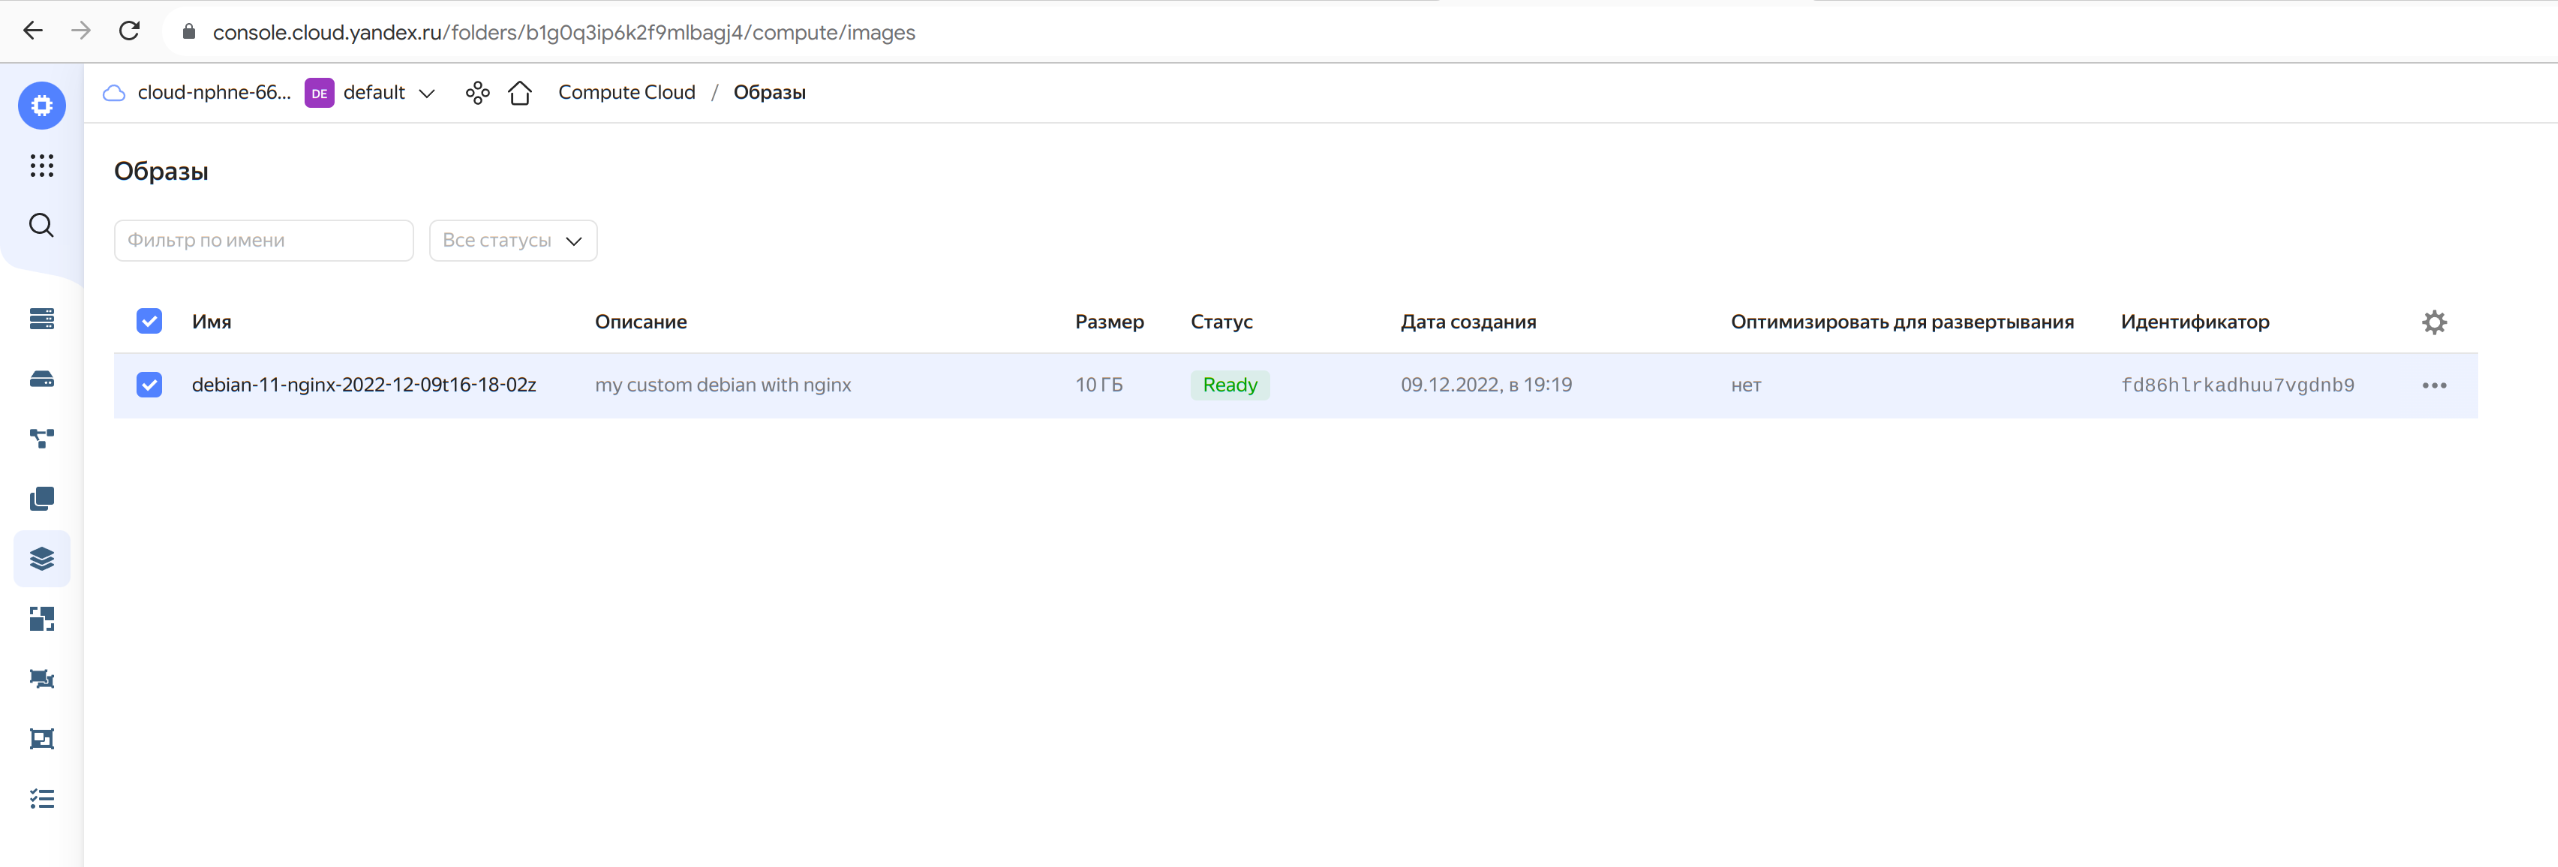 console.cloud.yandex.ru/folders/b1g0q3ip6k2f9mlbagj4/compute/images
cloud-nphne-66... DE default Compute Cloud / Образы
Образы
Фильтр по имени Все статусы
Имя Описание Размер Статус Дата создания Оптимизировать для развертывания Идентификатор
debian-11-nginx-2022-12-09t16-18-02z my custom debian with nginx 10 ГБ Ready 09.12.2022, в 19:19 нет fd86hlrkadhuu7vgdnb9